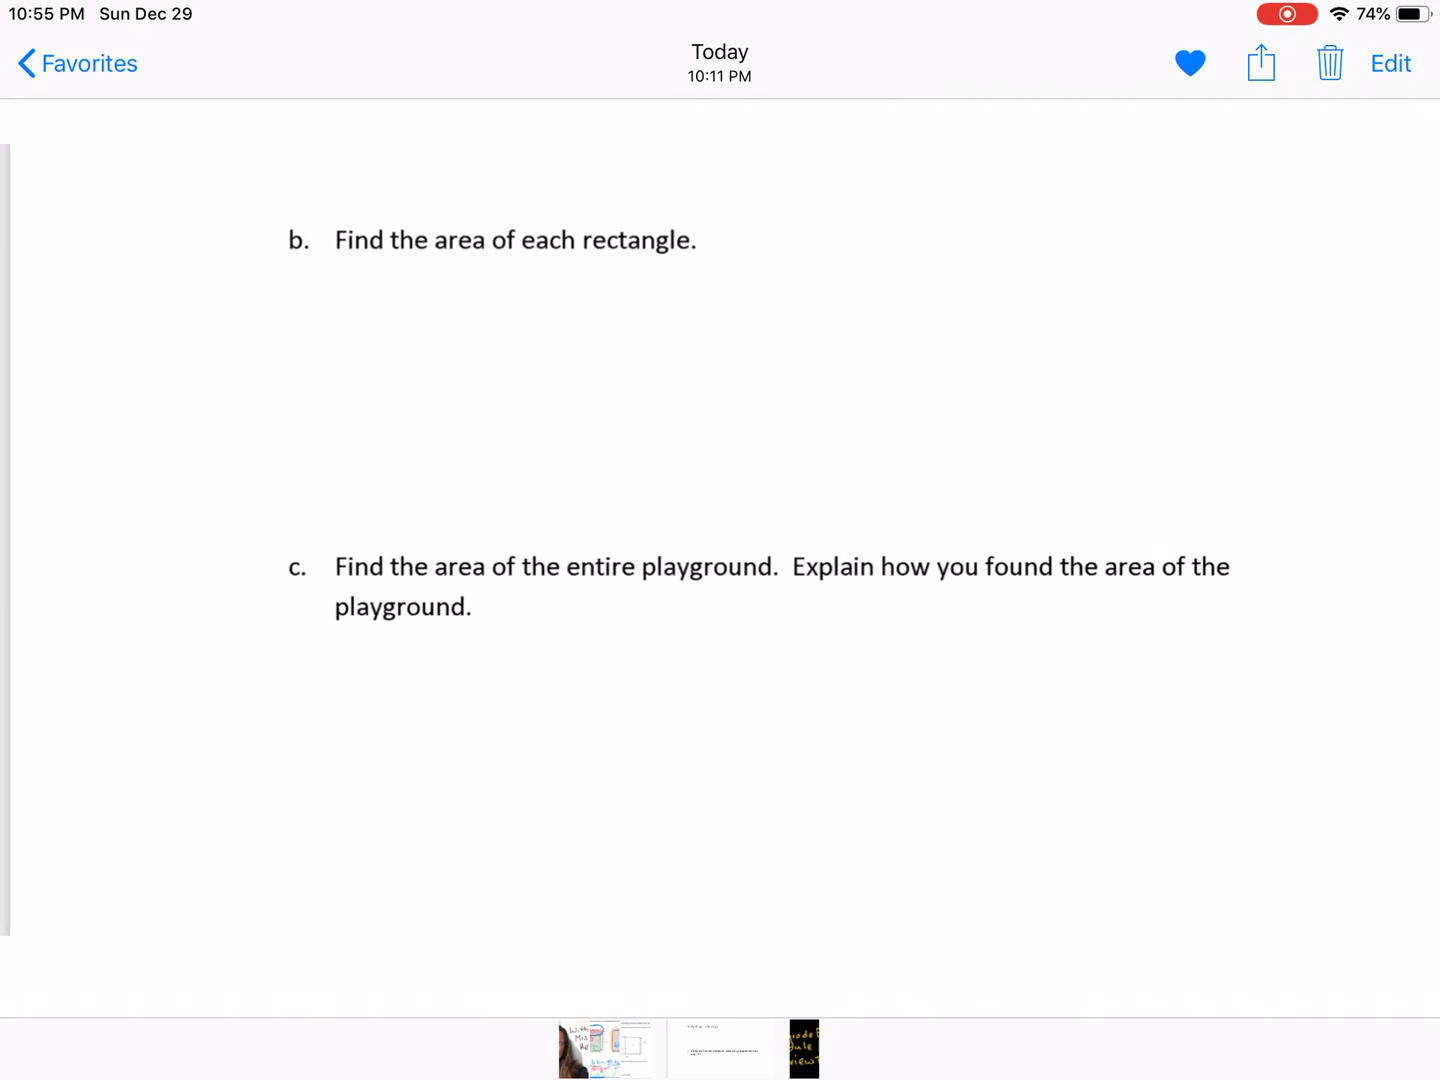 10:55 PM Sun Dec 29
74%
Favorites
Today
10:11 PM
Edit
b. Find the area of each rectangle.
c. Find the area of the entire playground. Explain how you found the area of the
playground.